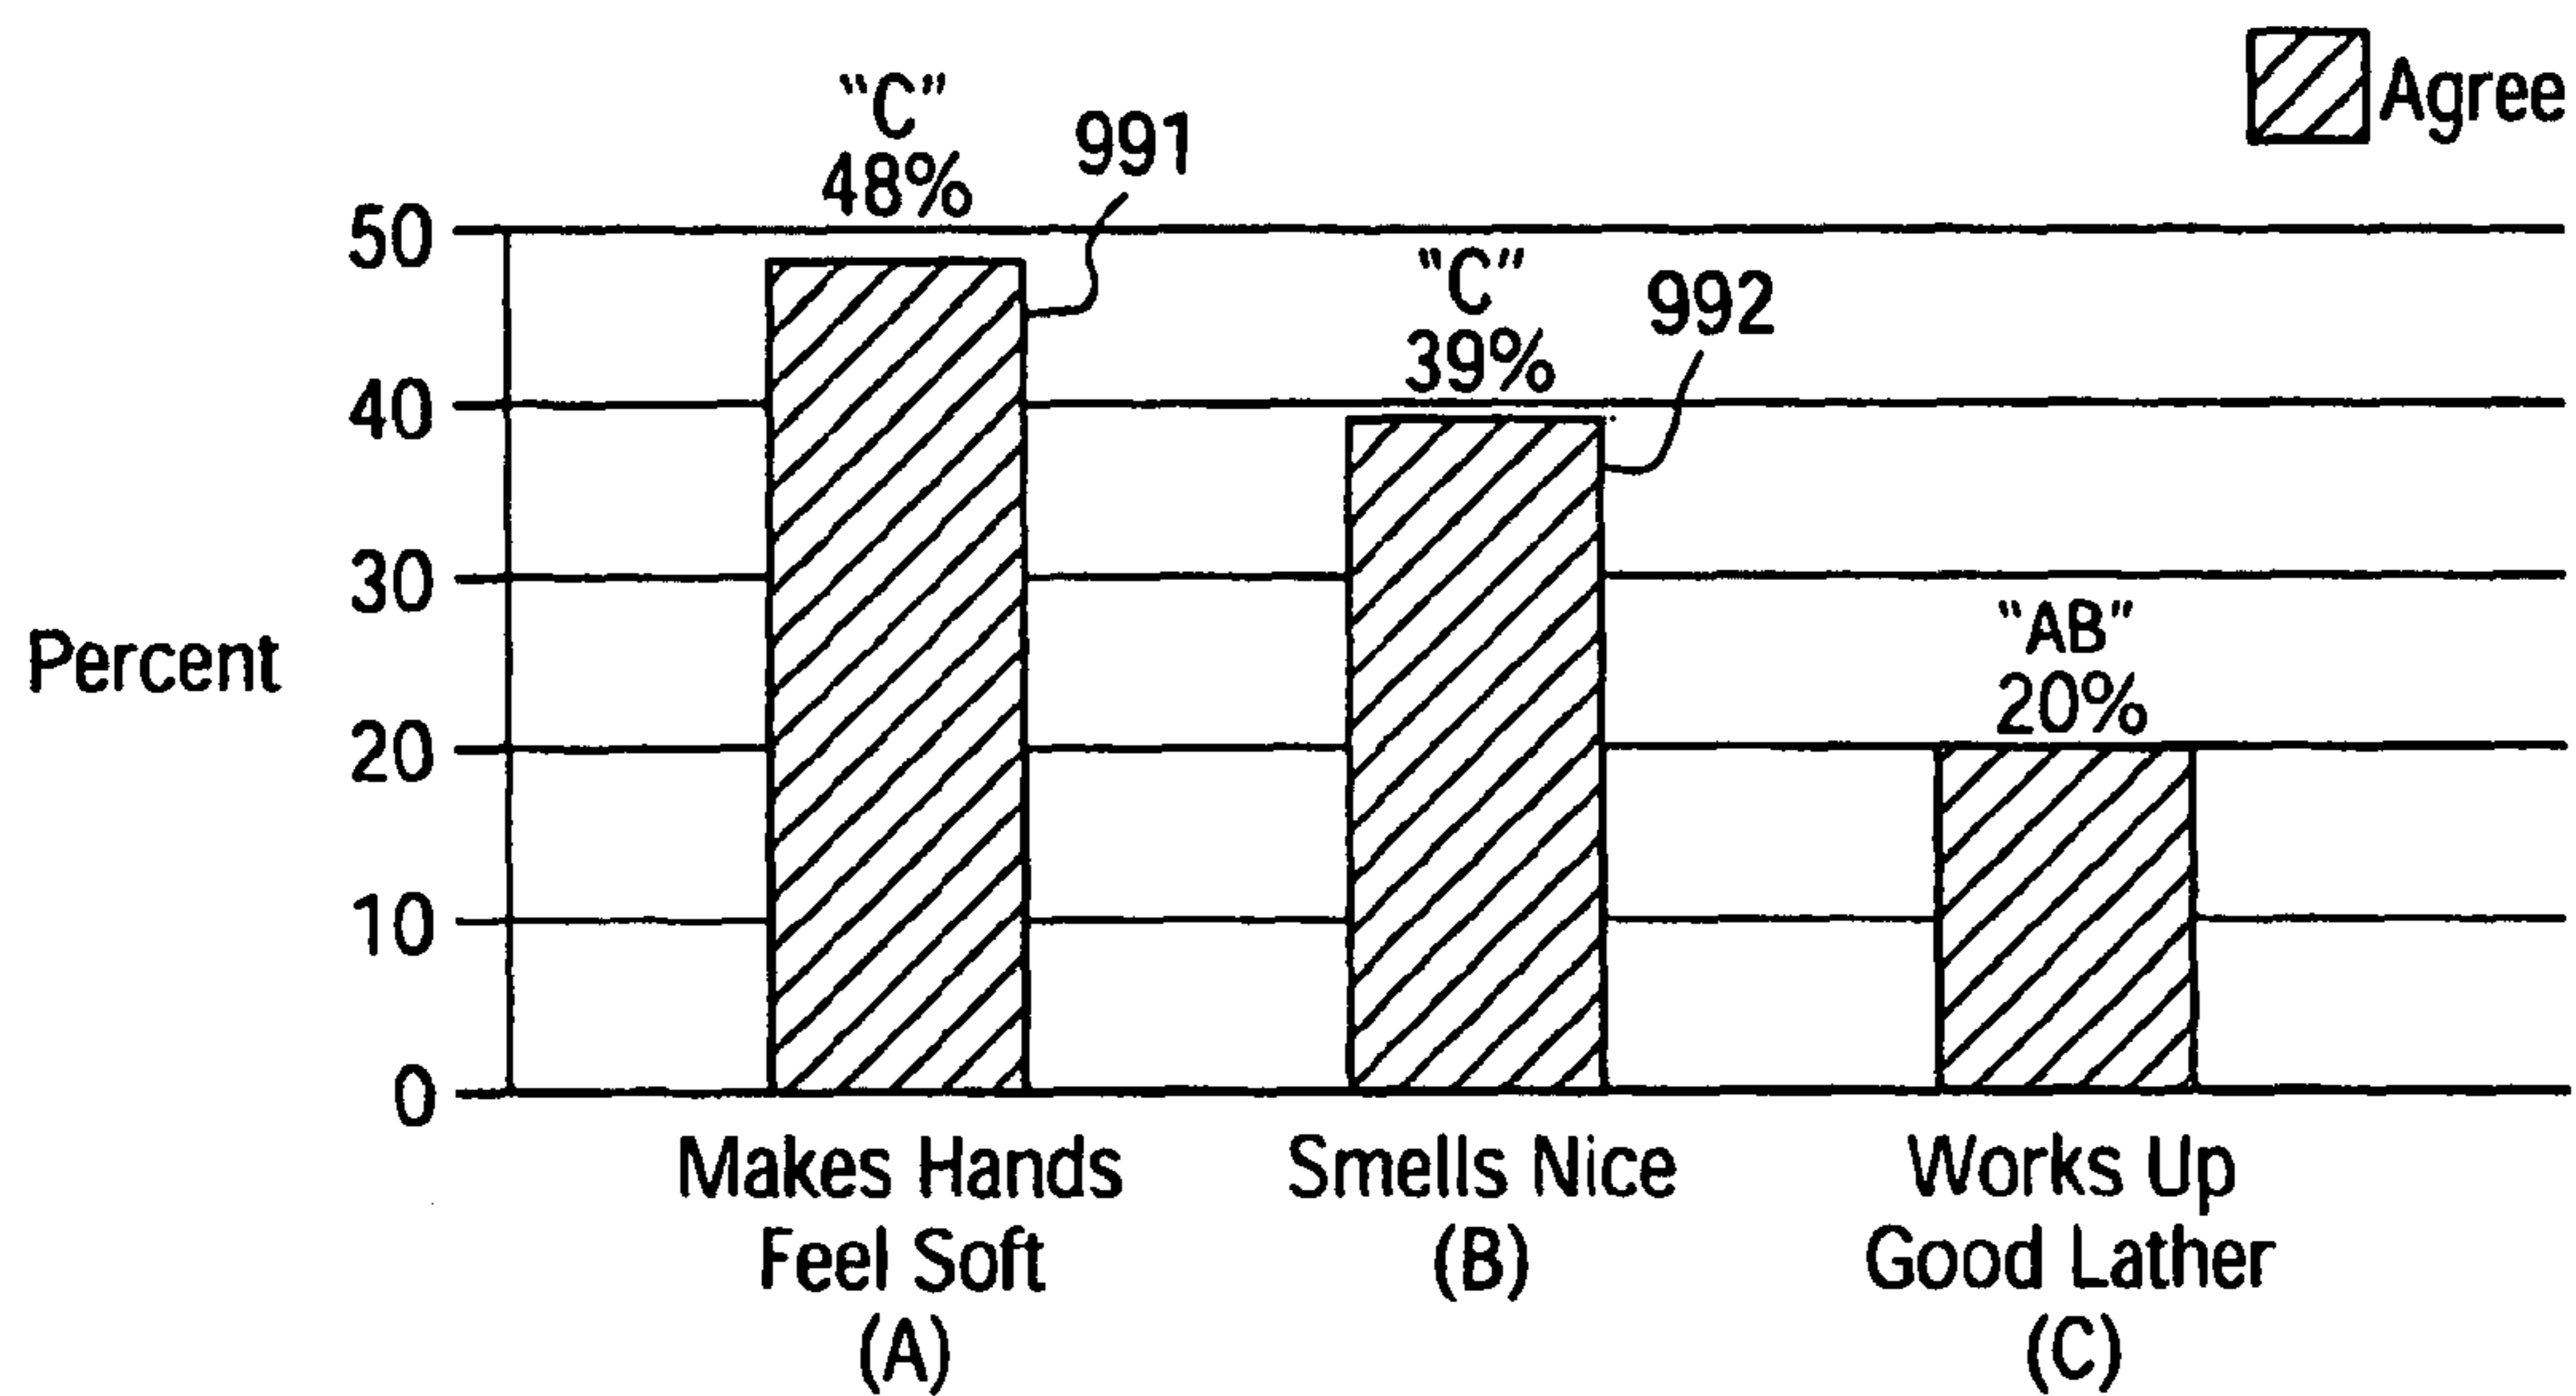 Agree
"C"
48%
991
"C"
39%
992
"AB"
20%
Percent
50
40
30
20
10
0
Makes Hands
Feel Soft
(A)
Smells Nice
(B)
Works Up
Good Lather
(C)